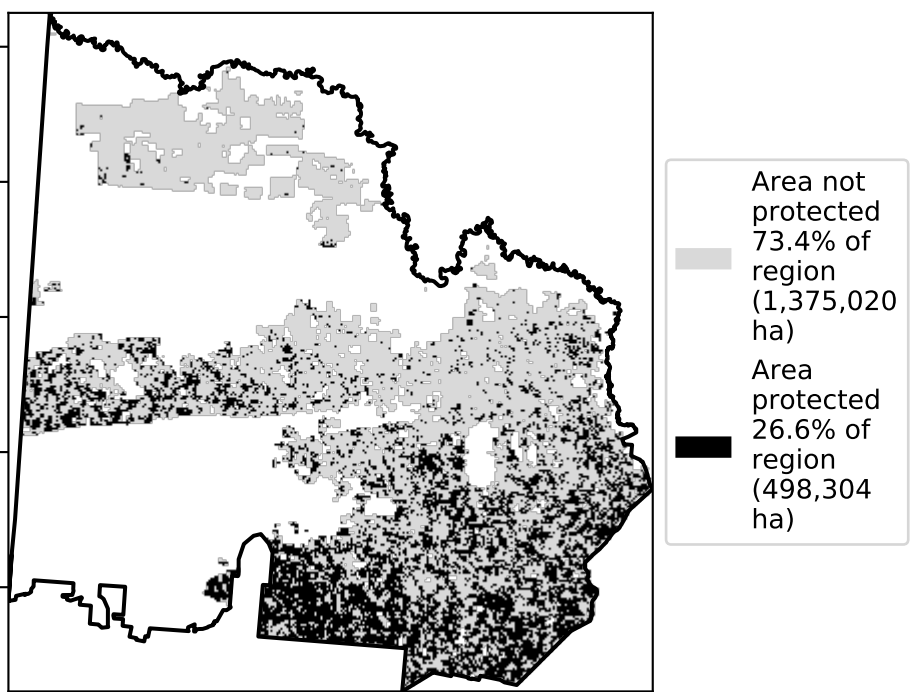 Area not
protected
73.4% of
region
(1,375,020
ha)
Area
protected
26.6% of
region
(498,304
ha)